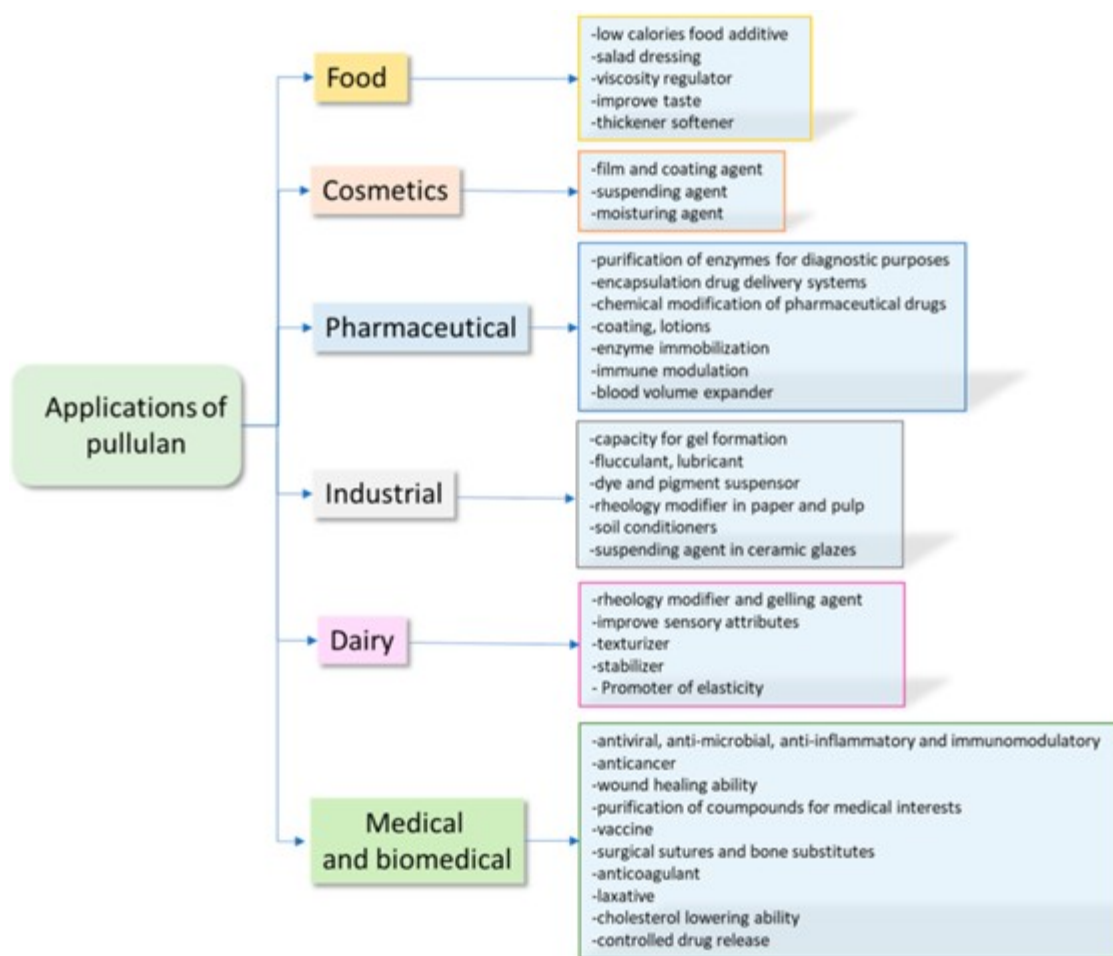 Applications of
pullulan
Food
-low calories food additive
-salad dressing
-viscosity regulator
-improve taste
-thickener softener
Cosmetics
-film and coating agent
-suspending agent
-moisturing agent
Pharmaceutical
-purification of enzymes for diagnostic purposes
-encapsulation drug delivery systems
-chemical modification of pharmaceutical drugs
-coating, lotions
-enzyme immobilization
-immune modulation
-blood volume expander
Industrial
-capacity for gel formation
-flucculant, lubricant
-dye and pigment suspensor
-rheology modifier in paper and pulp
-soil conditioners
-suspending agent in ceramic glazes
Dairy
-rheology modifier and gelling agent
-improve sensory attributes
-texturizer
-stabilizer
- Promoter of elasticity
Medical
and biomedical
-antiviral, anti-microbial, anti-inflammatory and immunomodulatory
-anticancer
-wound healing ability
-purification of coumpounds for medical interests
-vaccine
-surgical sutures and bone substitutes
-anticoagulant
-laxative
-cholesterol lowering ability
-controlled drug release